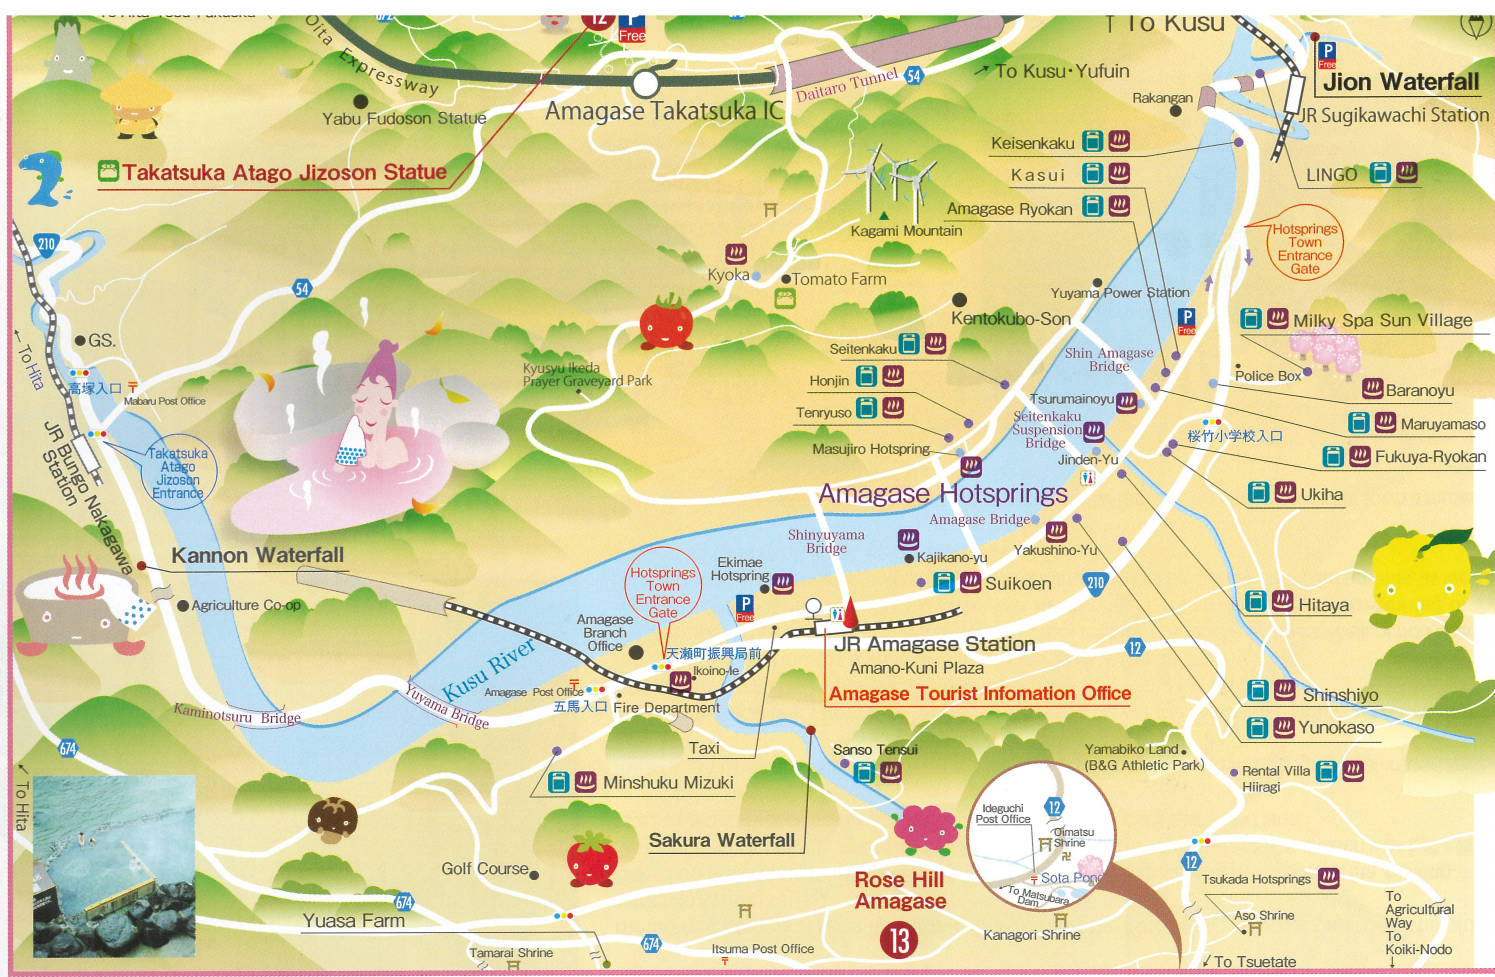 Oita Expressway
12
P
Free
↑ To Kusu
P
Free
Jion Waterfall
JR Sugikawachi Station
Daitaro Tunnel
54
→ To Kusu・Yufuin
Rakangan
Amagase Takatsuka IC
Yabu Fudoson Statue
Takatsuka Atago Jizoson Statue
Keisenkaku
Kasui
Amagase Ryokan
LINGO
Kagami Mountain
Hotsprings
Town
Entrance
Gate
210
54
Kyoka
Tomato Farm
Yuyama Power Station
Kentokubo-Son
P
Free
Milky Spa Sun Village
GS.
← To Hita
高塚入口
Mabaru Post Office
Kyusyu Ikeda
Prayer Graveyard Park
Seitenkaku
Honjin
Tenryuso
Masujiro Hotspring
Shin Amagase
Bridge
Police Box
Baranoyu
Tsurumainoyu
Seitenkaku
Suspension
Bridge
Maruyamaso
桜竹小学校入口
Fukuya-Ryokan
Jinden-Yu
Ukiha
JR Bungo Nakagawa
Station
Takatsuka
Atago
Jizoson
Entrance
Amagase Hotsprings
Amagase Bridge
Shinyuyama
Bridge
Yakushino-Yu
Kajikano-yu
Kannon Waterfall
Ekimae
Hotspring
Suikoen
210
Hotsprings
Town
Entrance
Gate
P
Free
Hitaya
Agriculture Co-op
Amagase
Branch
Office
天瀬町振興局前
Ikoino-Ie
JR Amagase Station
Amano-Kuni Plaza
12
Kusu River
Amagase Tourist Infomation Office
Amagase Post Office
五馬入口
Fire Department
Shinshiyo
Kaminotsuru Bridge
Yuyama Bridge
Yunokaso
674
Taxi
Sanso Tensui
Yamabiko Land
(B&G Athletic Park)
Minshuku Mizuki
Rental Villa
Hiiragi
To Hita
Sakura Waterfall
Ideguchi
Post Office
12
Oimatsu
Shrine
卍
Sota Pond
To Matsubara
Dam
12
Golf Course
Rose Hill
Amagase
13
Tsukada Hotsprings
674
Yuasa Farm
Aso Shrine
Kanagori Shrine
To
Agricultural
Way
To
Koiki-Nodo
↓
674
Itsuma Post Office
Tamarai Shrine
To Tsuetate